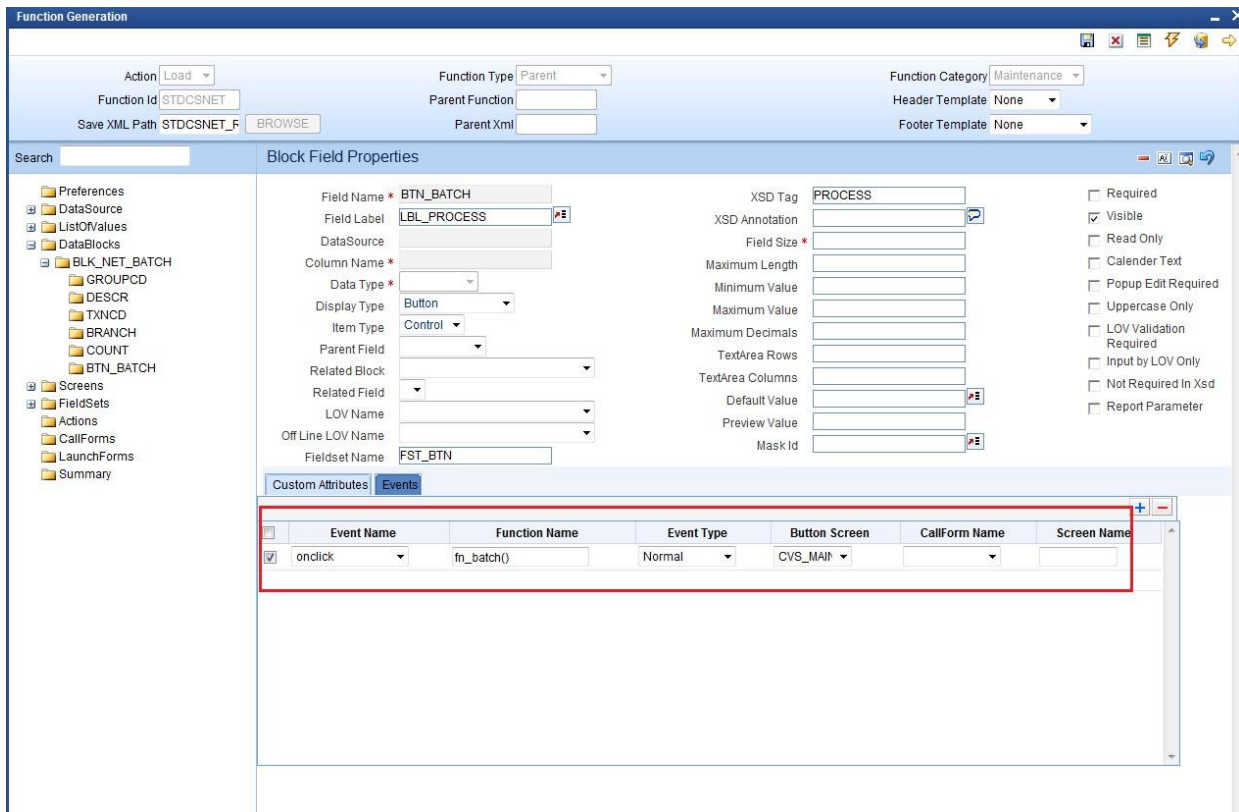 Function Generation
Action Load Function Type Parent Function Category Maintenance
Function Id STDCSNET Parent Function Header Template None
Save XML Path STDCSNET_F BROWSE Parent Xml Footer Template None
Search Block Field Properties
Preferences
DataSource
ListOfValues
DataBlocks
BLK_NET_BATCH
GROUPCD
DESCR
TXNCD
BRANCH
COUNT
BTN_BATCH
Screens
FieldSets
Actions
CallForms
LaunchForms
Summary
Field Name * BTN_BATCH
Field Label LBL_PROCESS
DataSource
Column Name *
Data Type *
Display Type Button
Item Type Control
Parent Field
Related Block
Related Field
LOV Name
Off Line LOV Name
Fieldset Name FST_BTN
XSD Tag PROCESS
XSD Annotation
Field Size *
Maximum Length
Minimum Value
Maximum Value
Maximum Decimals
TextArea Rows
TextArea Columns
Default Value
Preview Value
Mask Id
Required
Visible
Read Only
Calender Text
Popup Edit Required
Uppercase Only
LOV Validation
Required
Input by LOV Only
Not Required In Xsd
Report Parameter
Custom Attributes Events
Event Name Function Name Event Type Button Screen CallForm Name Screen Name
onclick fn_batch() Normal CVS_MAIN